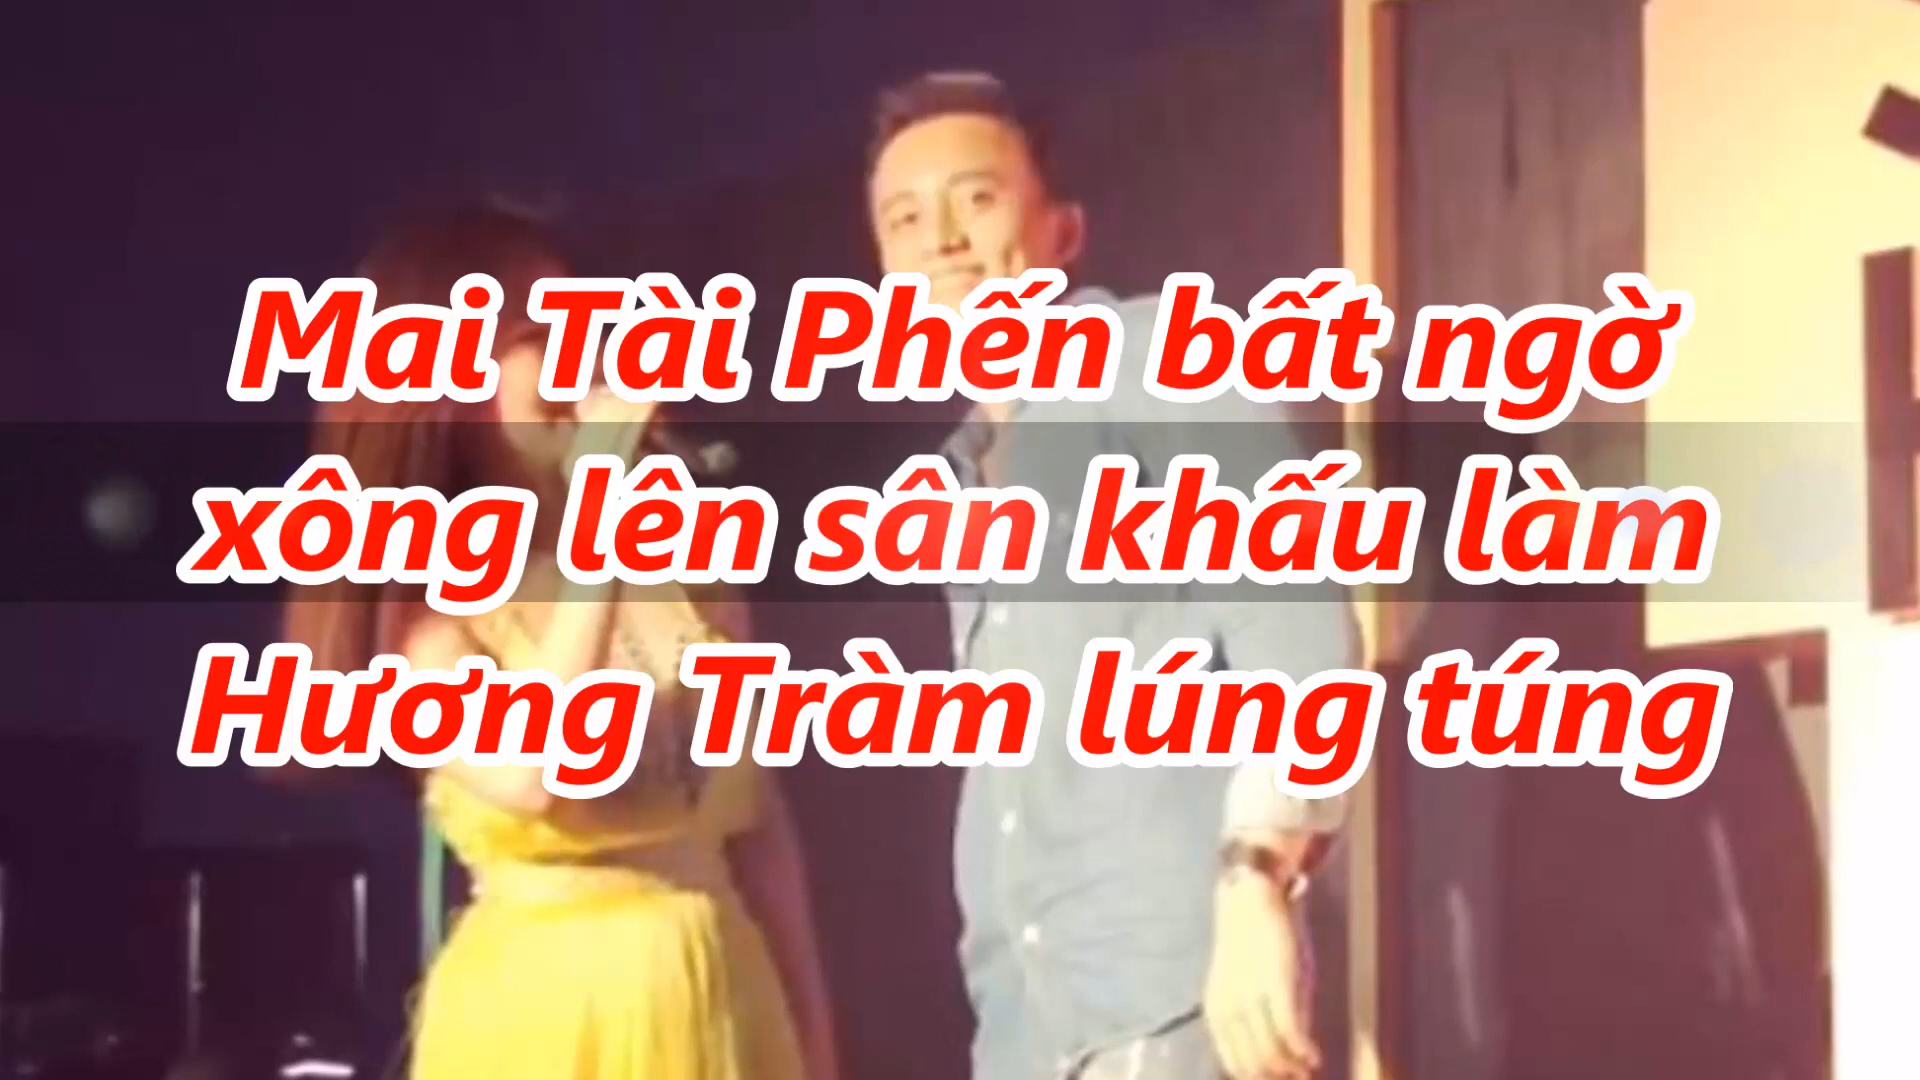 Mai Tài Phến bất ngờ
xông lên sân khấu làm
Hương Tràm lúng túng